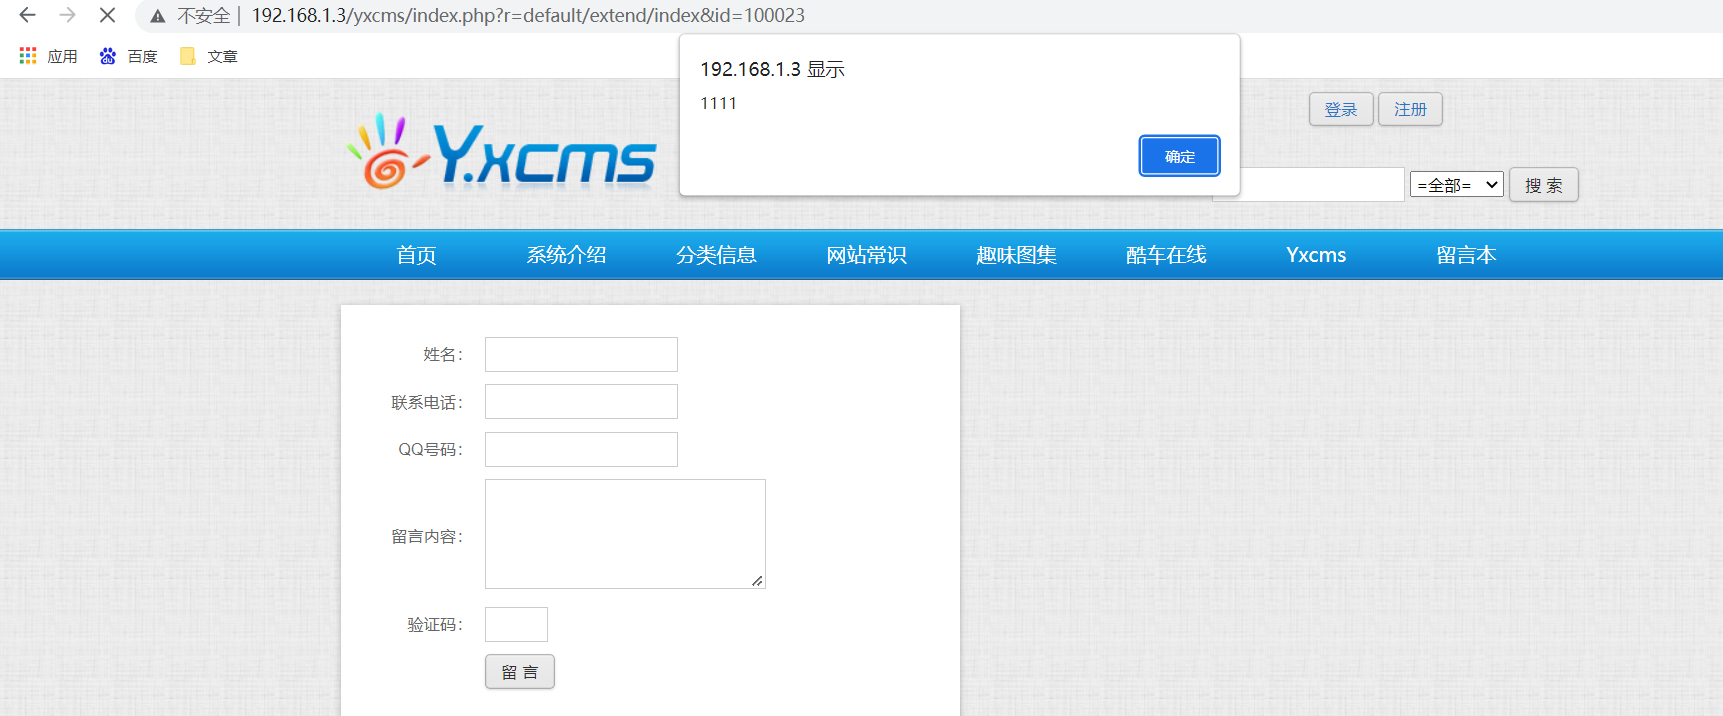 不安全 | 192.168.1.3/yxcms/index.php?r=default/extend/index&id=100023
应用 百度 文章
192.168.1.3 显示
1111
确定
登录 注册
Yxcms
=全部= 搜 索
首页 系统介绍 分类信息 网站常识 趣味图集 酷车在线 Yxcms 留言本
姓名：
联系电话：
QQ号码：
留言内容：
验证码：
留 言